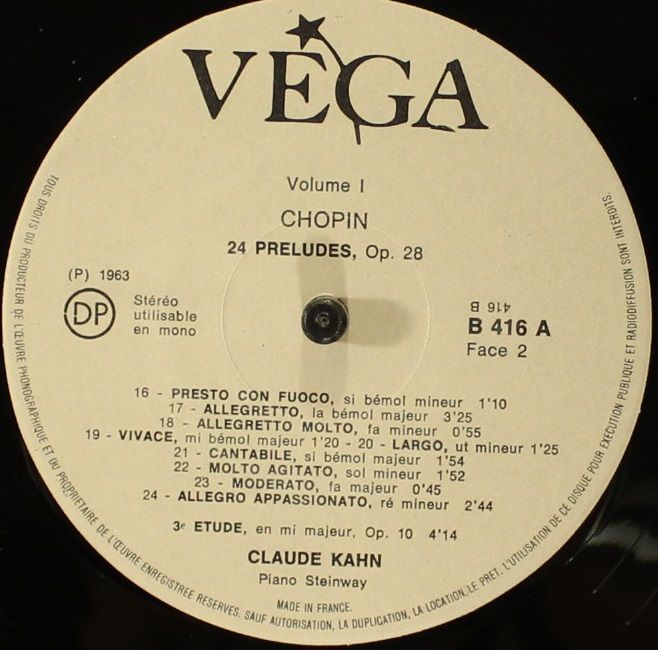 VEGA
Volume I
CHOPIN
24 PRELUDES, Op. 28
(P) 1963
DP
Stéréo
utilisable
en mono
416 B
B 416 A
Face 2
16 - PRESTO CON FUOCO, si bémol mineur 1'10
17 - ALLEGRETTO, la bémol majeur 3'25
18 - ALLEGRETTO MOLTO, fa mineur 0'55
19 - VIVACE, mi bémol majeur 1'20 - 20 - LARGO, ut mineur 1'25
21 - CANTABILE, si bémol majeur 1'54
22 - MOLTO AGITATO, sol mineur 1'52
23 - MODERATO, fa majeur 0'45
24 - ALLEGRO APPASSIONATO, ré mineur 2'44
3e ETUDE, en mi majeur, Op. 10 4'14
CLAUDE KAHN
Piano Steinway
MADE IN FRANCE.
TOUS DROITS DU PRODUCTEUR DE L'ŒUVRE PHONOGRAPHIQUE ET DU PROPRIETAIRE DE L'ŒUVRE ENREGISTREE RESERVES. SAUF AUTORISATION, LA DUPLICATION, LA LOCATION, LE PRET, L'UTILISATION DE CE DISQUE POUR EXECUTION PUBLIQUE ET RADIODIFFUSION SONT INTERDITS.